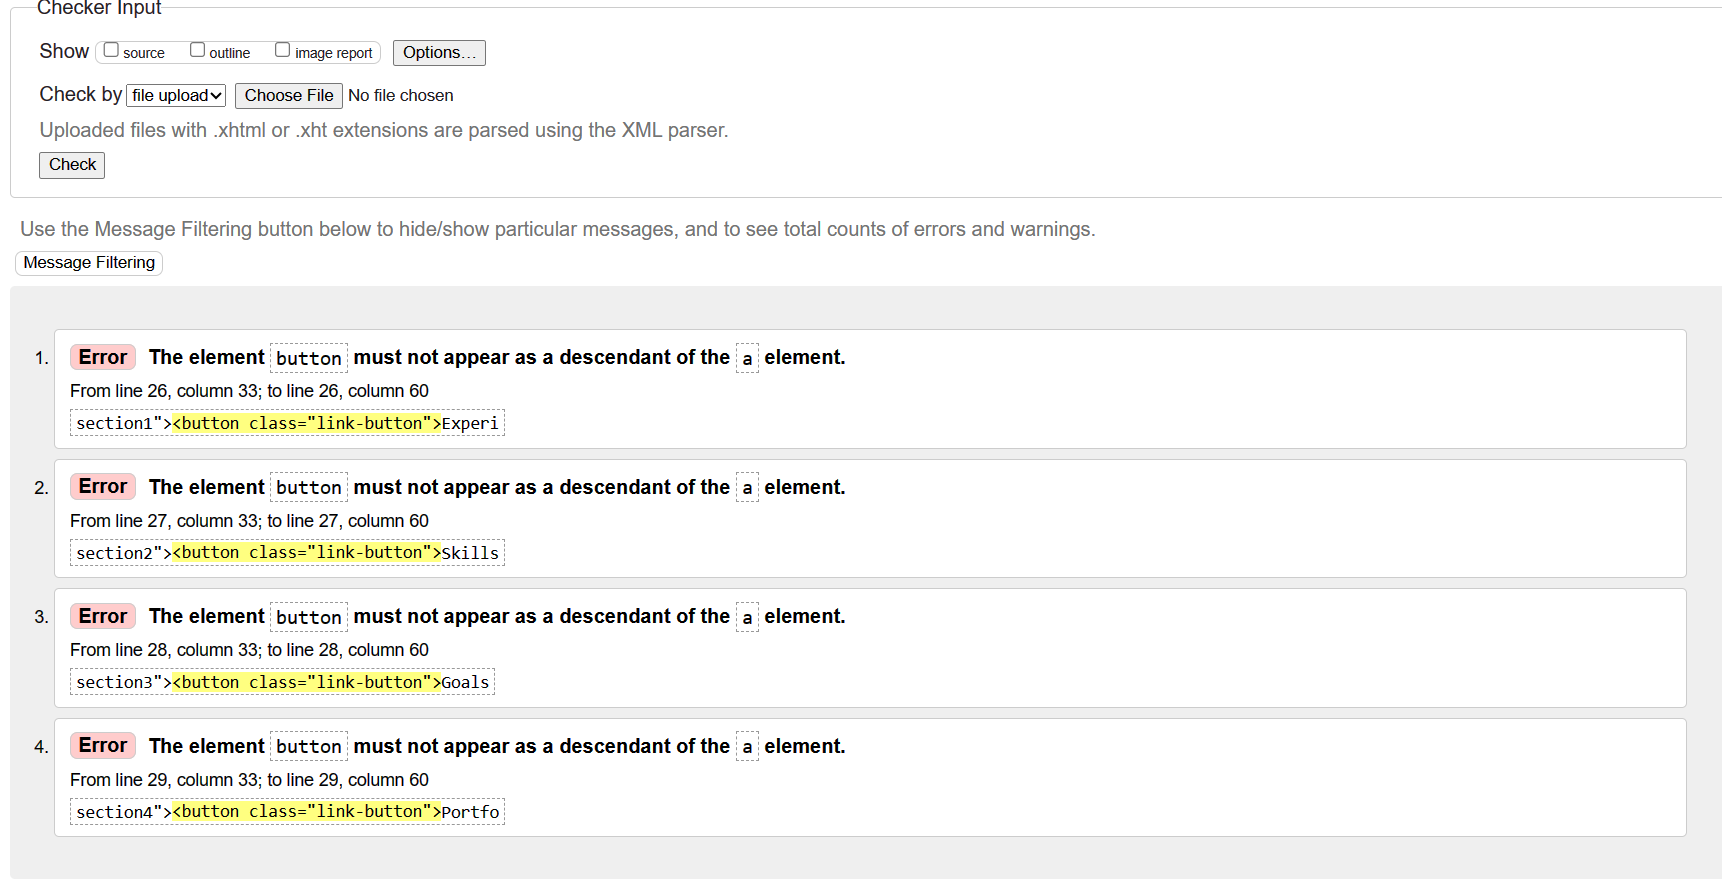 Checker Input
Show source outline image report Options...
Check by file upload Choose File No file chosen
Uploaded files with .xhtml or .xht extensions are parsed using the XML parser.
Check
Use the Message Filtering button below to hide/show particular messages, and to see total counts of errors and warnings.
Message Filtering
1. Error The element button must not appear as a descendant of the a element.
From line 26, column 33; to line 26, column 60
section1"><button class="link-button">Experi
2. Error The element button must not appear as a descendant of the a element.
From line 27, column 33; to line 27, column 60
section2"><button class="link-button">Skills
3. Error The element button must not appear as a descendant of the a element.
From line 28, column 33; to line 28, column 60
section3"><button class="link-button">Goals
4. Error The element button must not appear as a descendant of the a element.
From line 29, column 33; to line 29, column 60
section4"><button class="link-button">Portfo